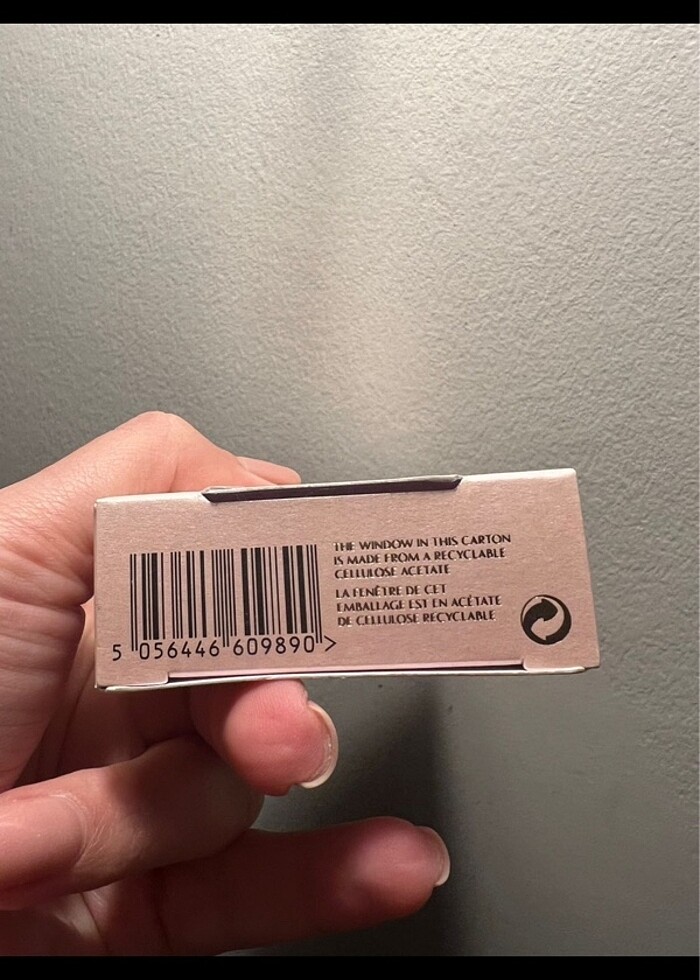 THE WINDOW IN THIS CARTON
IS MADE FROM A RECYCLABLE
CELLULOSE ACETATE
LA FENÊTRE DE CET
EMBALLAGE EST EN ACÉTATE
DE CELLULOSE RECYCLABLE
5 056446 609890 >